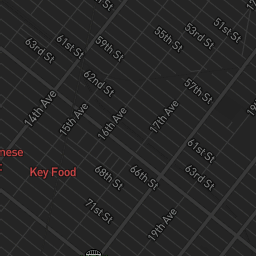 51st St
53rd St
55th St
59th St
61st St
63rd St
62nd St
57th St
14th Ave
15th Ave
16th Ave
17th Ave
61st St
63rd St
Key Food
68th St
66th St
71st St
19th Ave